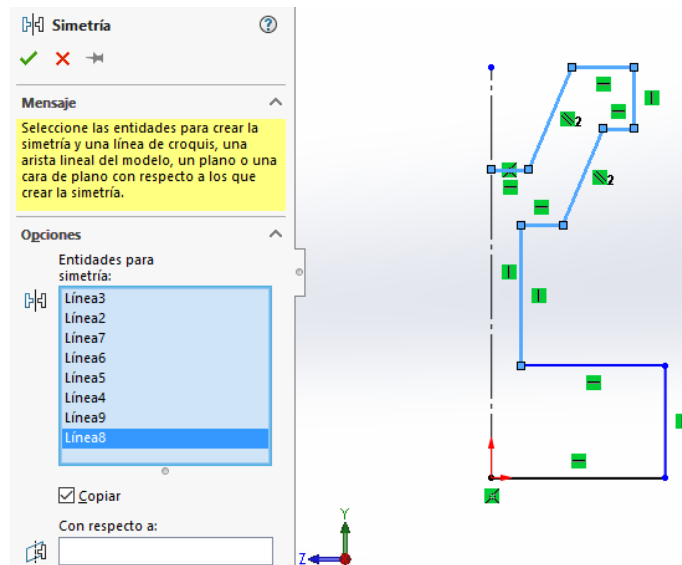 Simetría
Mensaje
Seleccione las entidades para crear la
simetría y una línea de croquis, una
arista lineal del modelo, un plano o una
cara de plano con respecto a los que
crear la simetría.
Opciones
Entidades para
simetría:
Línea3
Línea2
Línea7
Línea6
Línea5
Línea4
Línea9
Línea8
Copiar
Con respecto a:
2
2
Y
Z